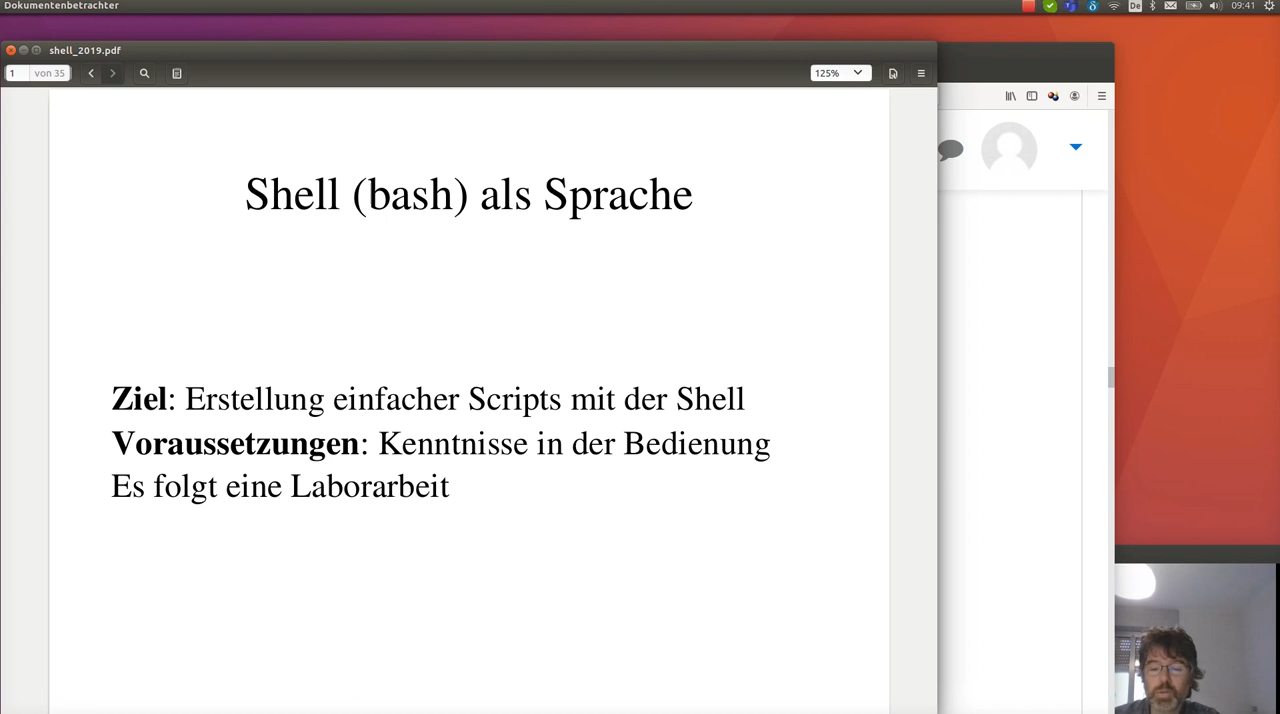 Dokumentenbetrachter
De
09:41
shell_2019.pdf
1 von 35
125%
Shell (bash) als Sprache
Ziel: Erstellung einfacher Scripts mit der Shell
Voraussetzungen: Kenntnisse in der Bedienung
Es folgt eine Laborarbeit